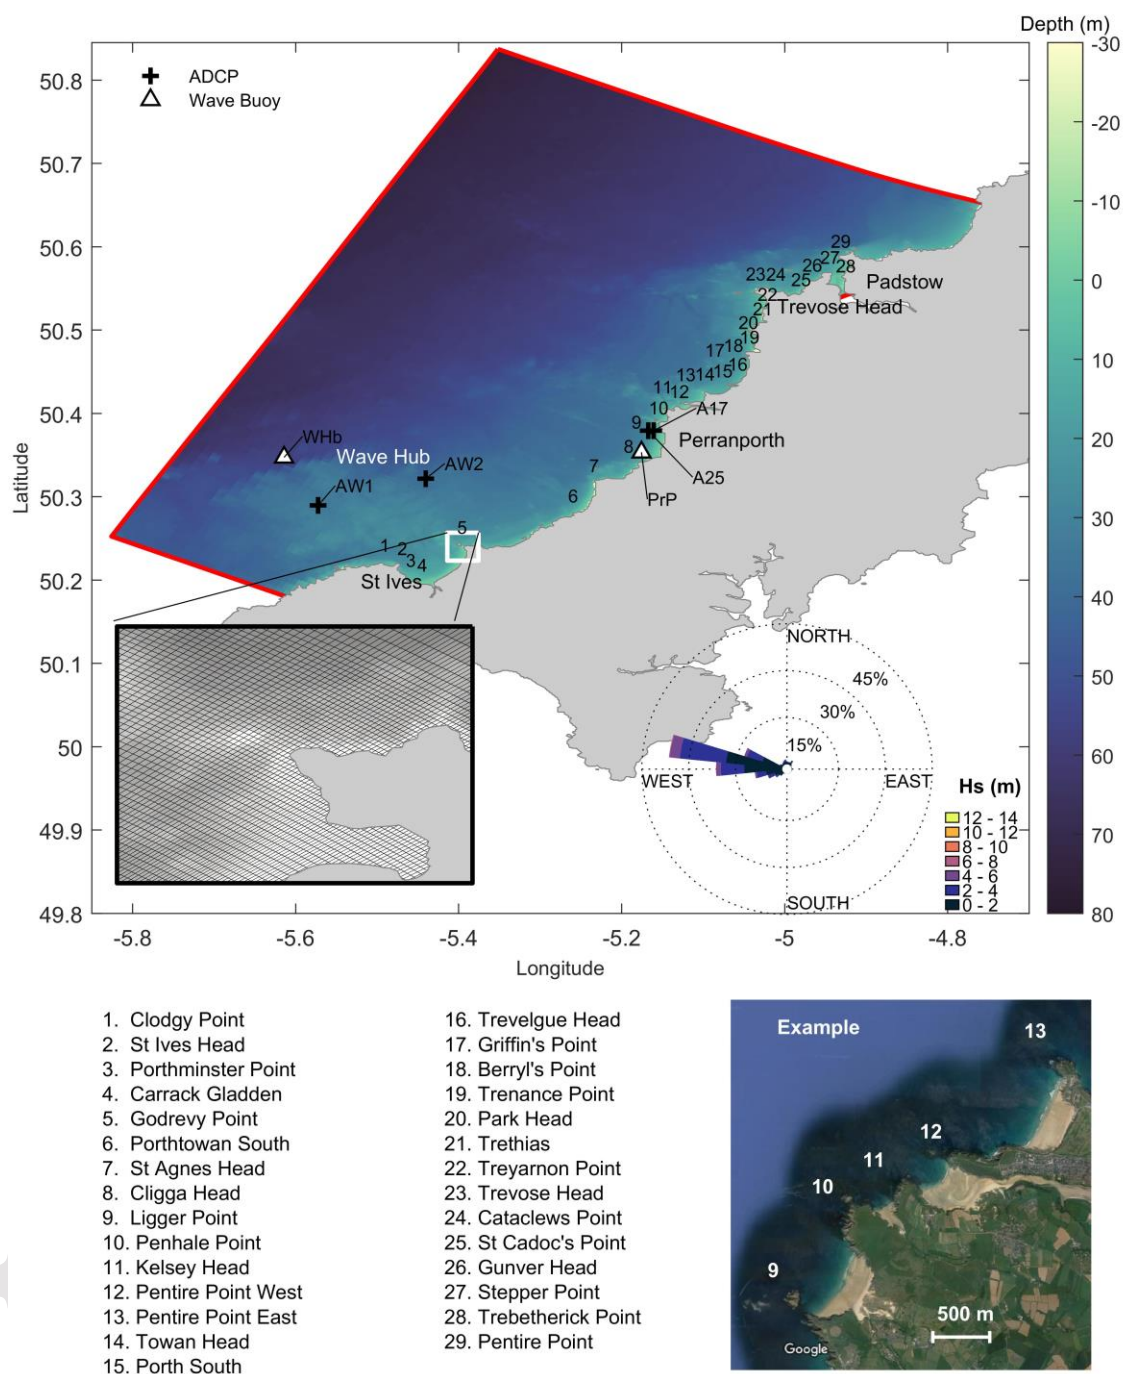 Depth (m)
ADCP
Wave Buoy
50.8
50.7
50.6
50.5
50.4
50.3
50.2
50.1
50
49.9
49.8
Latitude
-5.8
-5.6
-5.4
-5.2
-5
-4.8
Longitude
-30
-20
-10
0
10
20
30
40
50
60
70
80
29
27
26
28
23 24
25
Padstow
22
Trevose Head
21
20
19
18
17
16
15
14
13
11
12
10
A17
9
Perranporth
8
A25
PrP
7
6
WHb
Wave Hub
AW2
AW1
5
1
2
3
4
St Ives
NORTH
45%
30%
15%
WEST
EAST
SOUTH
Hs (m)
12 - 14
10 - 12
8 - 10
6 - 8
4 - 6
2 - 4
0 - 2
1. Clodgy Point
2. St Ives Head
3. Porthminster Point
4. Carrack Gladden
5. Godrevy Point
6. Porthtowan South
7. St Agnes Head
8. Cligga Head
9. Ligger Point
10. Penhale Point
11. Kelsey Head
12. Pentire Point West
13. Pentire Point East
14. Towan Head
15. Porth South
16. Trevelgue Head
17. Griffin's Point
18. Berryl's Point
19. Trenance Point
20. Park Head
21. Trethias
22. Treyarnon Point
23. Trevose Head
24. Cataclews Point
25. St Cadoc's Point
26. Gunver Head
27. Stepper Point
28. Trebetherick Point
29. Pentire Point
Example
13
12
11
10
9
500 m
Google